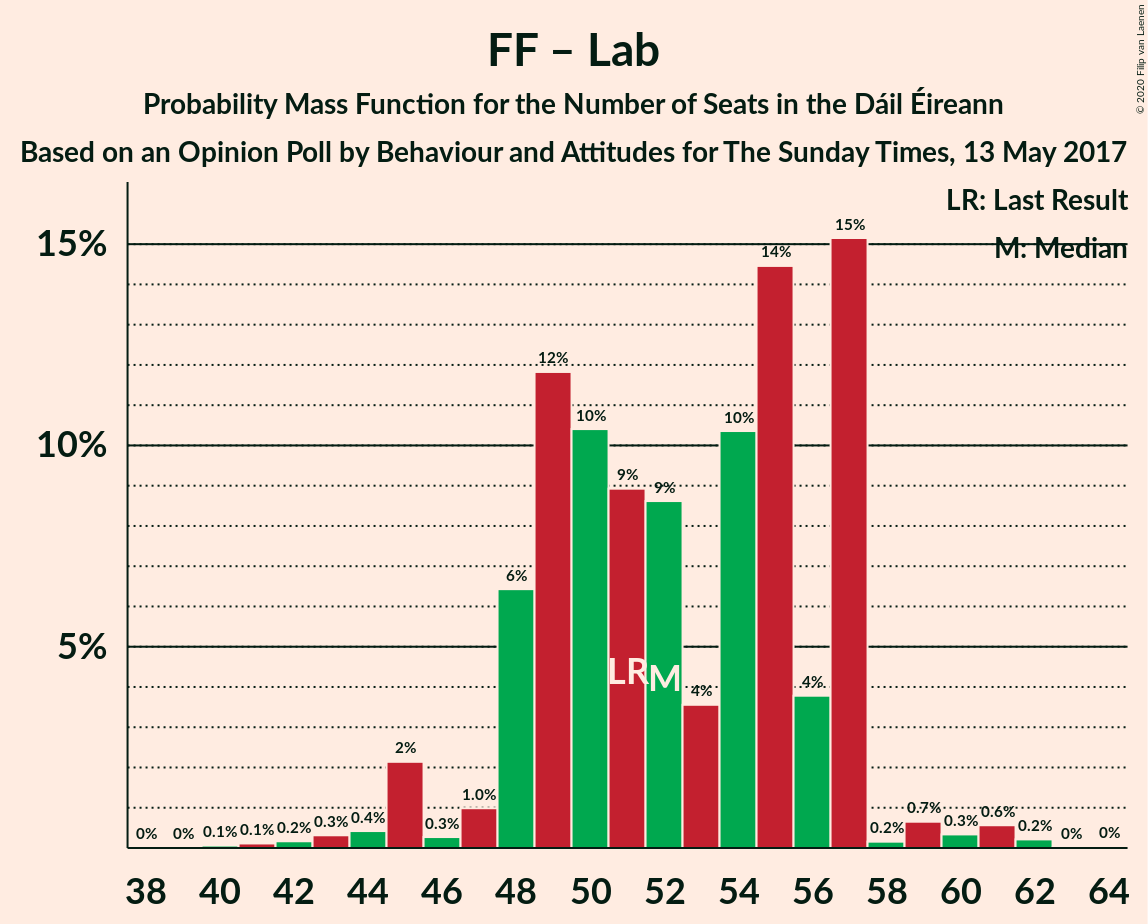 FF – Lab
Probability Mass Function for the Number of Seats in the Dáil Éireann
Based on an Opinion Poll by Behaviour and Attitudes for The Sunday Times, 13 May 2017
© 2020 Filip van Laenen
LR: Last Result
M: Median
15%
10%
5%
0% 0% 0.1% 0.1% 0.2% 0.3% 0.4% 2% 0.3% 1.0% 6% 12% 10% 9% 9% 4% 10% 14% 4% 15% 0.2% 0.7% 0.3% 0.6% 0.2% 0% 0%
LR M
38 40 42 44 46 48 50 52 54 56 58 60 62 64